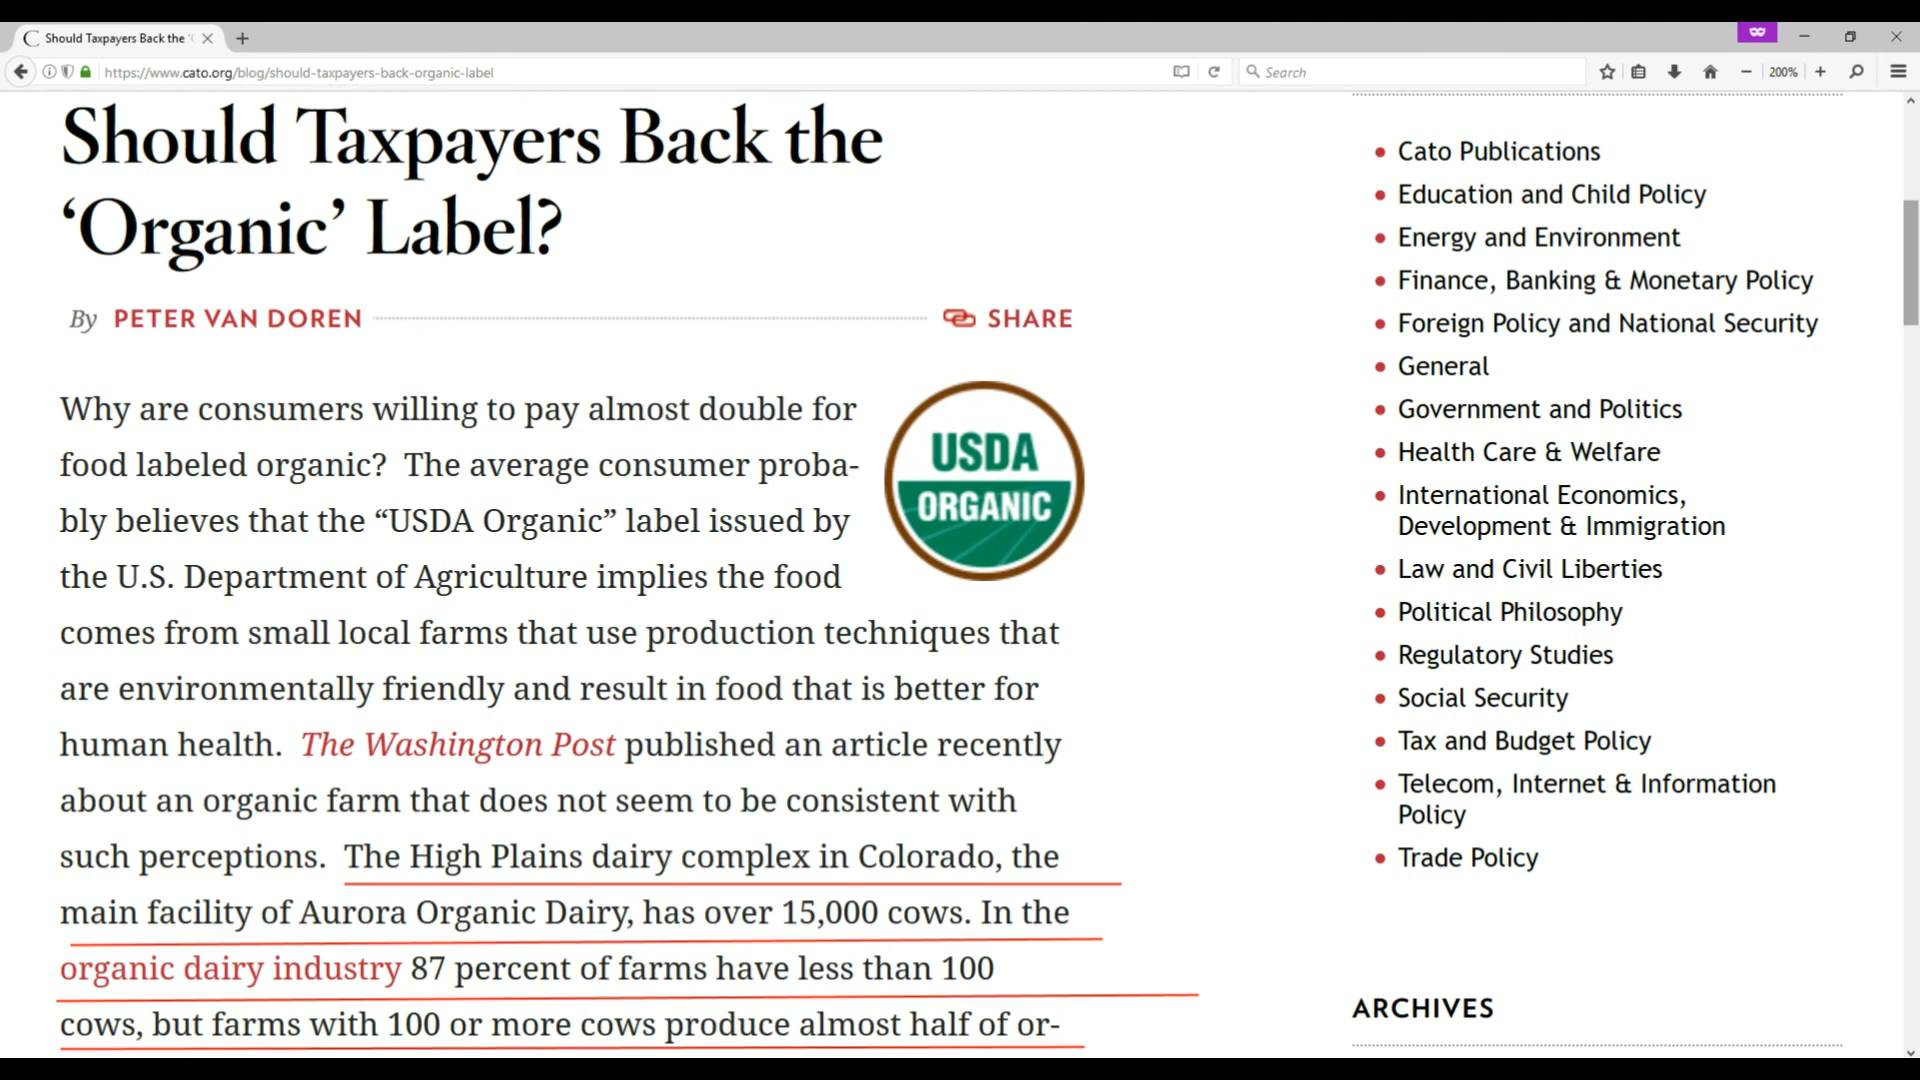 Should Taxpayers Back the 'O
https://www.cato.org/blog/should-taxpayers-back-organic-label
Search
200%
Should Taxpayers Back the
‘Organic’ Label?
By PETER VAN DOREN
SHARE
Why are consumers willing to pay almost double for
food labeled organic? The average consumer proba-
bly believes that the “USDA Organic” label issued by
the U.S. Department of Agriculture implies the food
comes from small local farms that use production techniques that
are environmentally friendly and result in food that is better for
human health. The Washington Post published an article recently
about an organic farm that does not seem to be consistent with
such perceptions. The High Plains dairy complex in Colorado, the
main facility of Aurora Organic Dairy, has over 15,000 cows. In the
organic dairy industry 87 percent of farms have less than 100
cows, but farms with 100 or more cows produce almost half of or-
USDA
ORGANIC
Cato Publications
Education and Child Policy
Energy and Environment
Finance, Banking & Monetary Policy
Foreign Policy and National Security
General
Government and Politics
Health Care & Welfare
International Economics,
Development & Immigration
Law and Civil Liberties
Political Philosophy
Regulatory Studies
Social Security
Tax and Budget Policy
Telecom, Internet & Information
Policy
Trade Policy
ARCHIVES